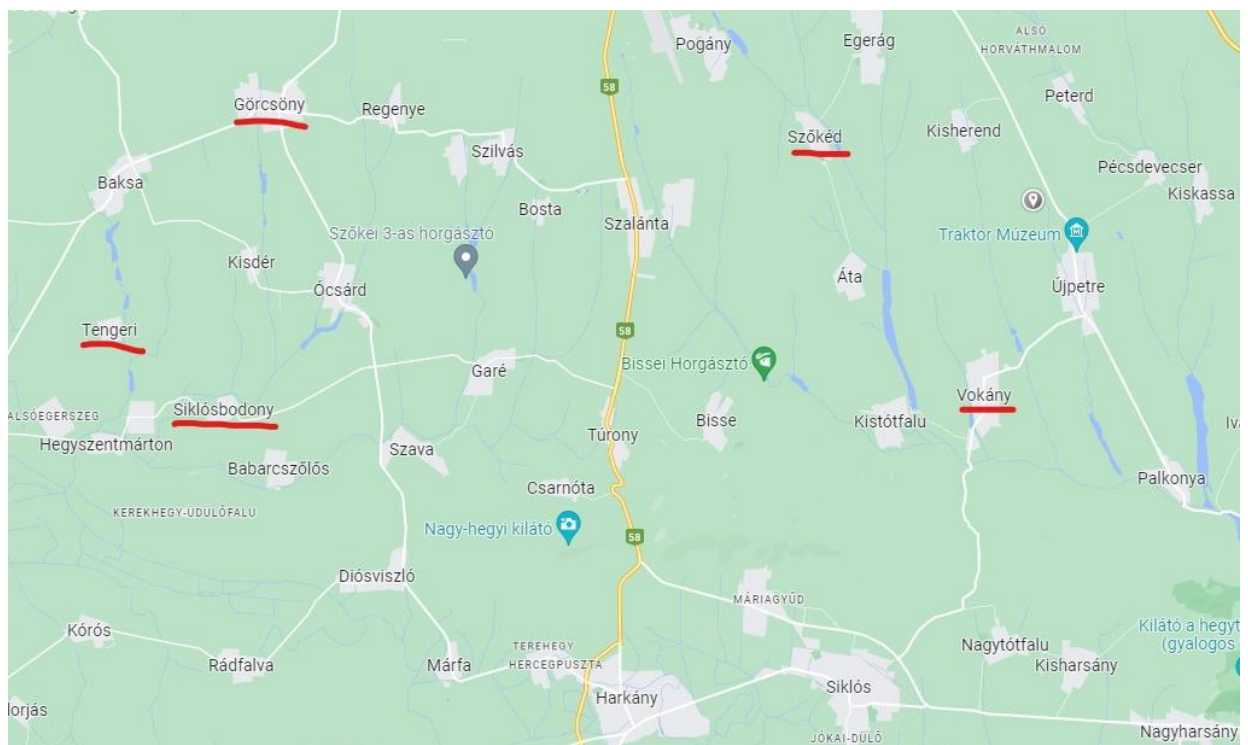 58
Pogány
Egerág
ALSÓ
HORVÁTHMALOM
Görcsöny
Regenye
Peterd
Szőkéd
Kisherend
Szilvás
Pécsdevecser
Baksa
Kiskassa
Bosta
Szalánta
Szőkei 3-as horgásztó
Traktor Múzeum
Kisdér
Ócsárd
Áta
Újpetre
Tengeri
58
Garé
Bissei Horgásztó
Siklósbodony
Vokány
ALSÓEGERSZEG
Hegyszentmárton
Bisse
Kistótfalu
Túrony
Szava
Babarcszőlős
Palkonya
Csarnóta
KEREKHEGY-ÜDÜLŐFALU
Nagy-hegyi kilátó
58
Diósviszló
MÁRIAGYŰD
Kórós
Kilátó a hegyt
(gyalogos
Nagytótfalu
TEREHEGY
HERCEGPUSZTA
Rádfalva
Márfa
Kisharsány
Siklós
Harkány
lorjás
JÓKAI-DŰLŐ
Nagyharsány